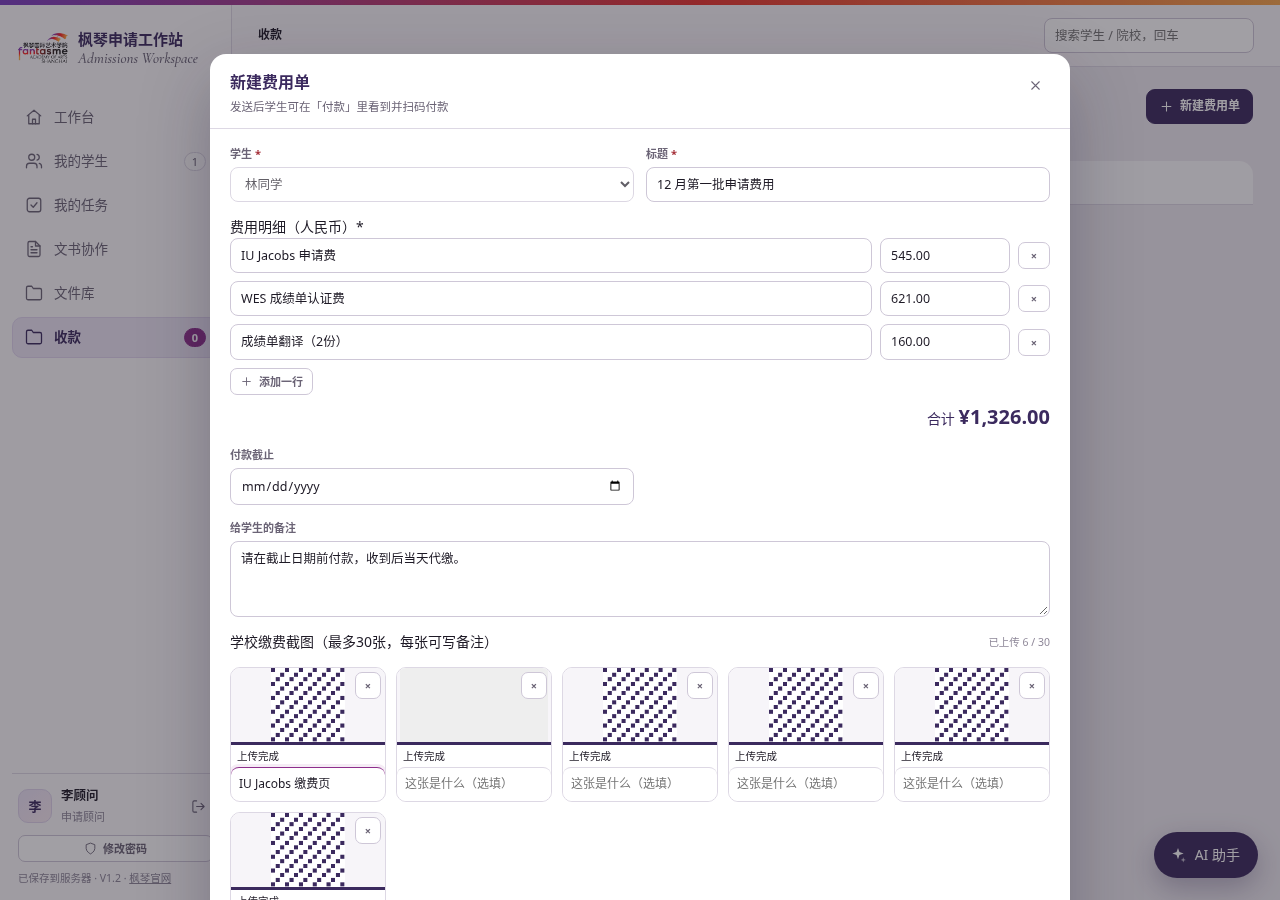 枫琴国际艺术学院
fantasme
枫琴申请工作站
Admissions Workspace
收款
搜索学生 / 院校，回车
工作台
我的学生
1
我的任务
文书协作
文件库
收款
0
新建费用单
新建费用单
发送后学生可在「付款」里看到并扫码付款
×
学生 *
标题 *
林同学
12 月第一批申请费用
费用明细（人民币）*
IU Jacobs 申请费
545.00
×
WES 成绩单认证费
621.00
×
成绩单翻译（2份）
160.00
×
添加一行
合计 ¥1,326.00
付款截止
mm/dd/yyyy
给学生的备注
请在截止日期前付款，收到后当天代缴。
学校缴费截图（最多30张，每张可写备注）
已上传 6 / 30
×
×
×
×
×
上传完成
上传完成
上传完成
上传完成
上传完成
IU Jacobs 缴费页
这张是什么（选填）
这张是什么（选填）
这张是什么（选填）
这张是什么（选填）
×
上传完成
李
李顾问
申请顾问
修改密码
已保存到服务器 · V1.2 · 枫琴官网
AI 助手